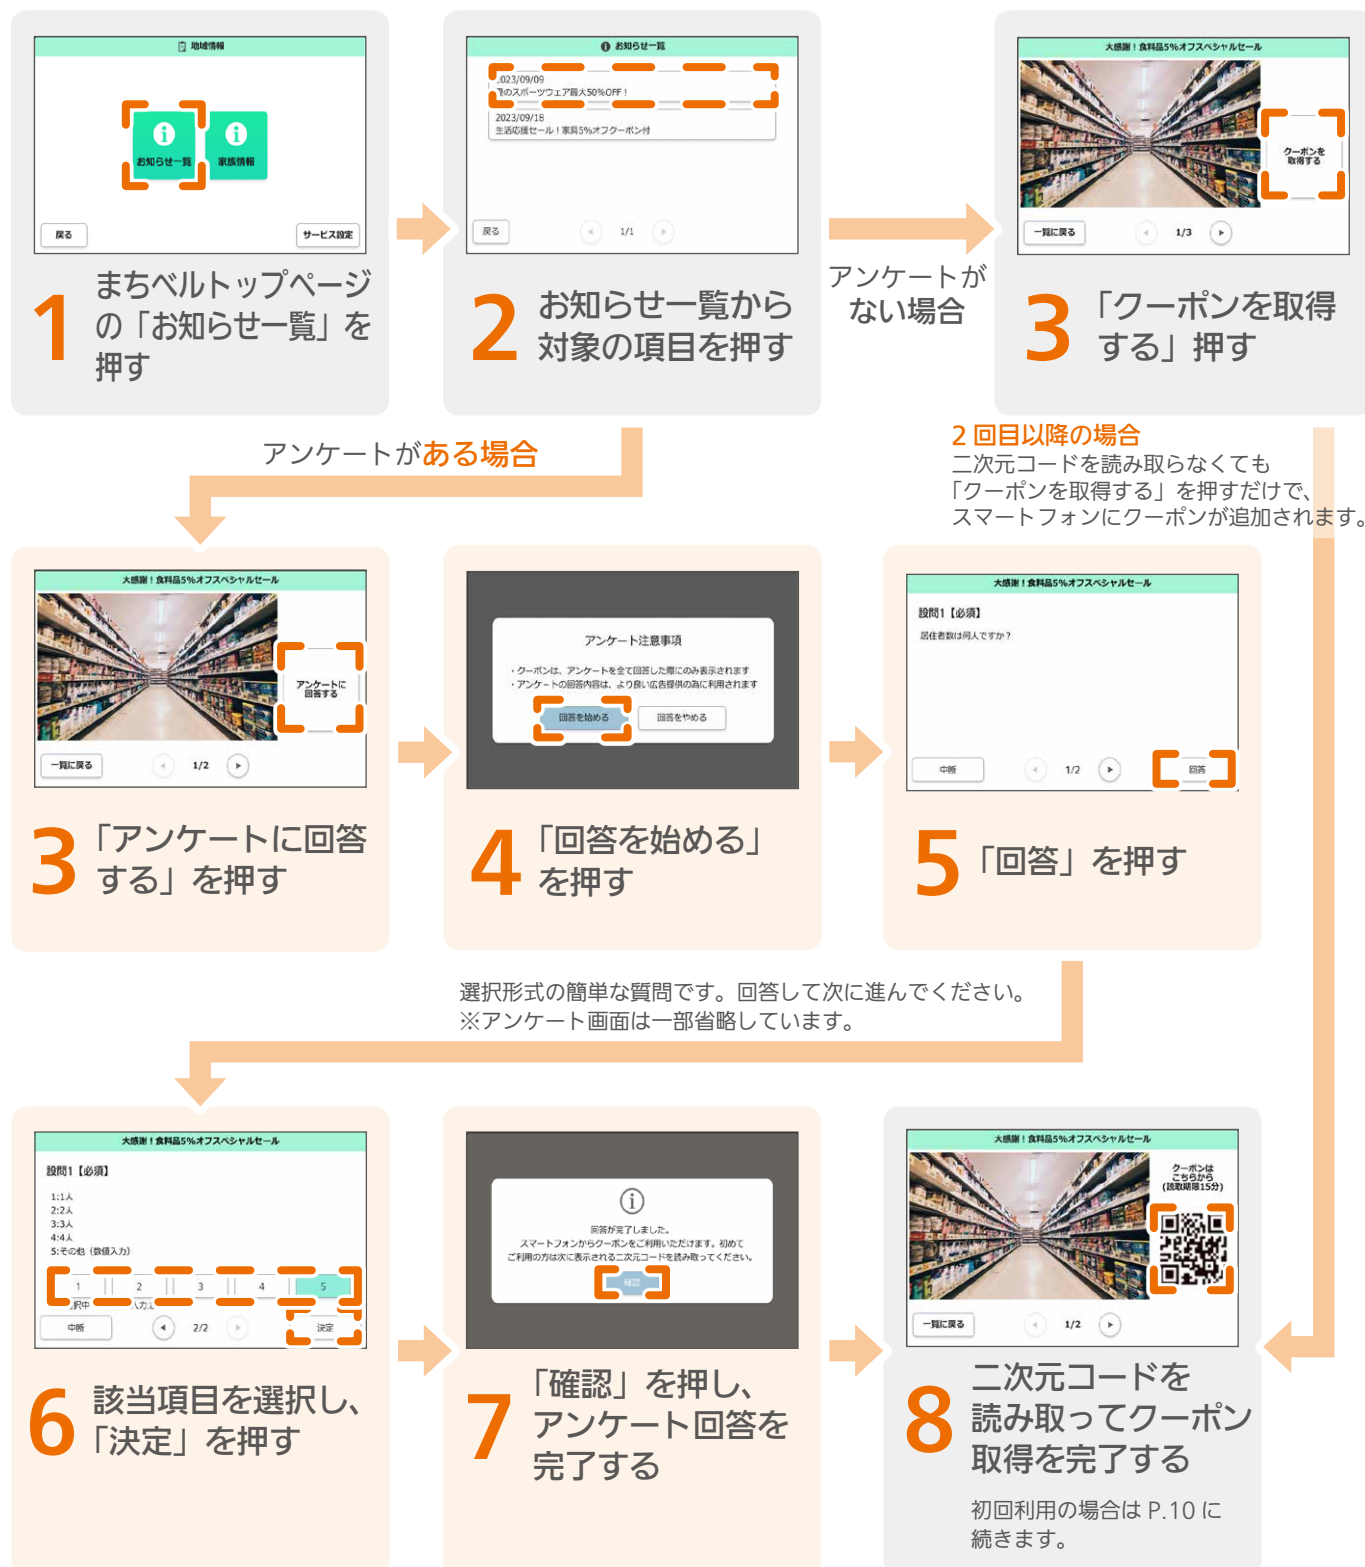 地域情報
お知らせ一覧
家族情報
戻る
サービス設定
1
まちベルトップページ
の「お知らせ一覧」を
押す
お知らせ一覧
2023/09/09
のスポーツウェア最大50%OFF！
2023/09/18
生活応援セール！家具5%オフクーポン付
戻る
1/1
2
お知らせ一覧から
対象の項目を押す
アンケートが
ない場合
大感謝！食料品5%オフスペシャルセール
クーポンを
取得する
一覧に戻る
1/3
3
「クーポンを取得
する」押す
アンケートがある場合
2 回目以降の場合
二次元コードを読み取らなくても
「クーポンを取得する」を押すだけで、
スマートフォンにクーポンが追加されます。
大感謝！食料品5%オフスペシャルセール
アンケートに
回答する
一覧に戻る
1/2
3
「アンケートに回答
する」を押す
アンケート注意事項
・クーポンは、アンケートを全て回答した際にのみ表示されます
・アンケートの回答内容は、より良い広告提供の為に利用されます
回答を始める
回答をやめる
4
「回答を始める」
を押す
大感謝！食料品5%オフスペシャルセール
設問1【必須】
居住者数は何人ですか？
中断
1/2
回答
5
「回答」を押す
選択形式の簡単な質問です。回答して次に進んでください。
※アンケート画面は一部省略しています。
大感謝！食料品5%オフスペシャルセール
設問1【必須】
1:1人
2:2人
3:3人
4:4人
5:その他（数値入力）
1 2 3 4 5
中断
2/2
決定
6
該当項目を選択し、
「決定」を押す
回答が完了しました。
スマートフォンからクーポンをご利用いただけます。初めて
ご利用の方は次に表示される二次元コードを読み取ってください。
確認
7
「確認」を押し、
アンケート回答を
完了する
大感謝！食料品5%オフスペシャルセール
クーポンは
こちらから
(読取期限15分)
一覧に戻る
1/2
8
二次元コードを
読み取ってクーポン
取得を完了する
初回利用の場合は P.10 に
続きます。